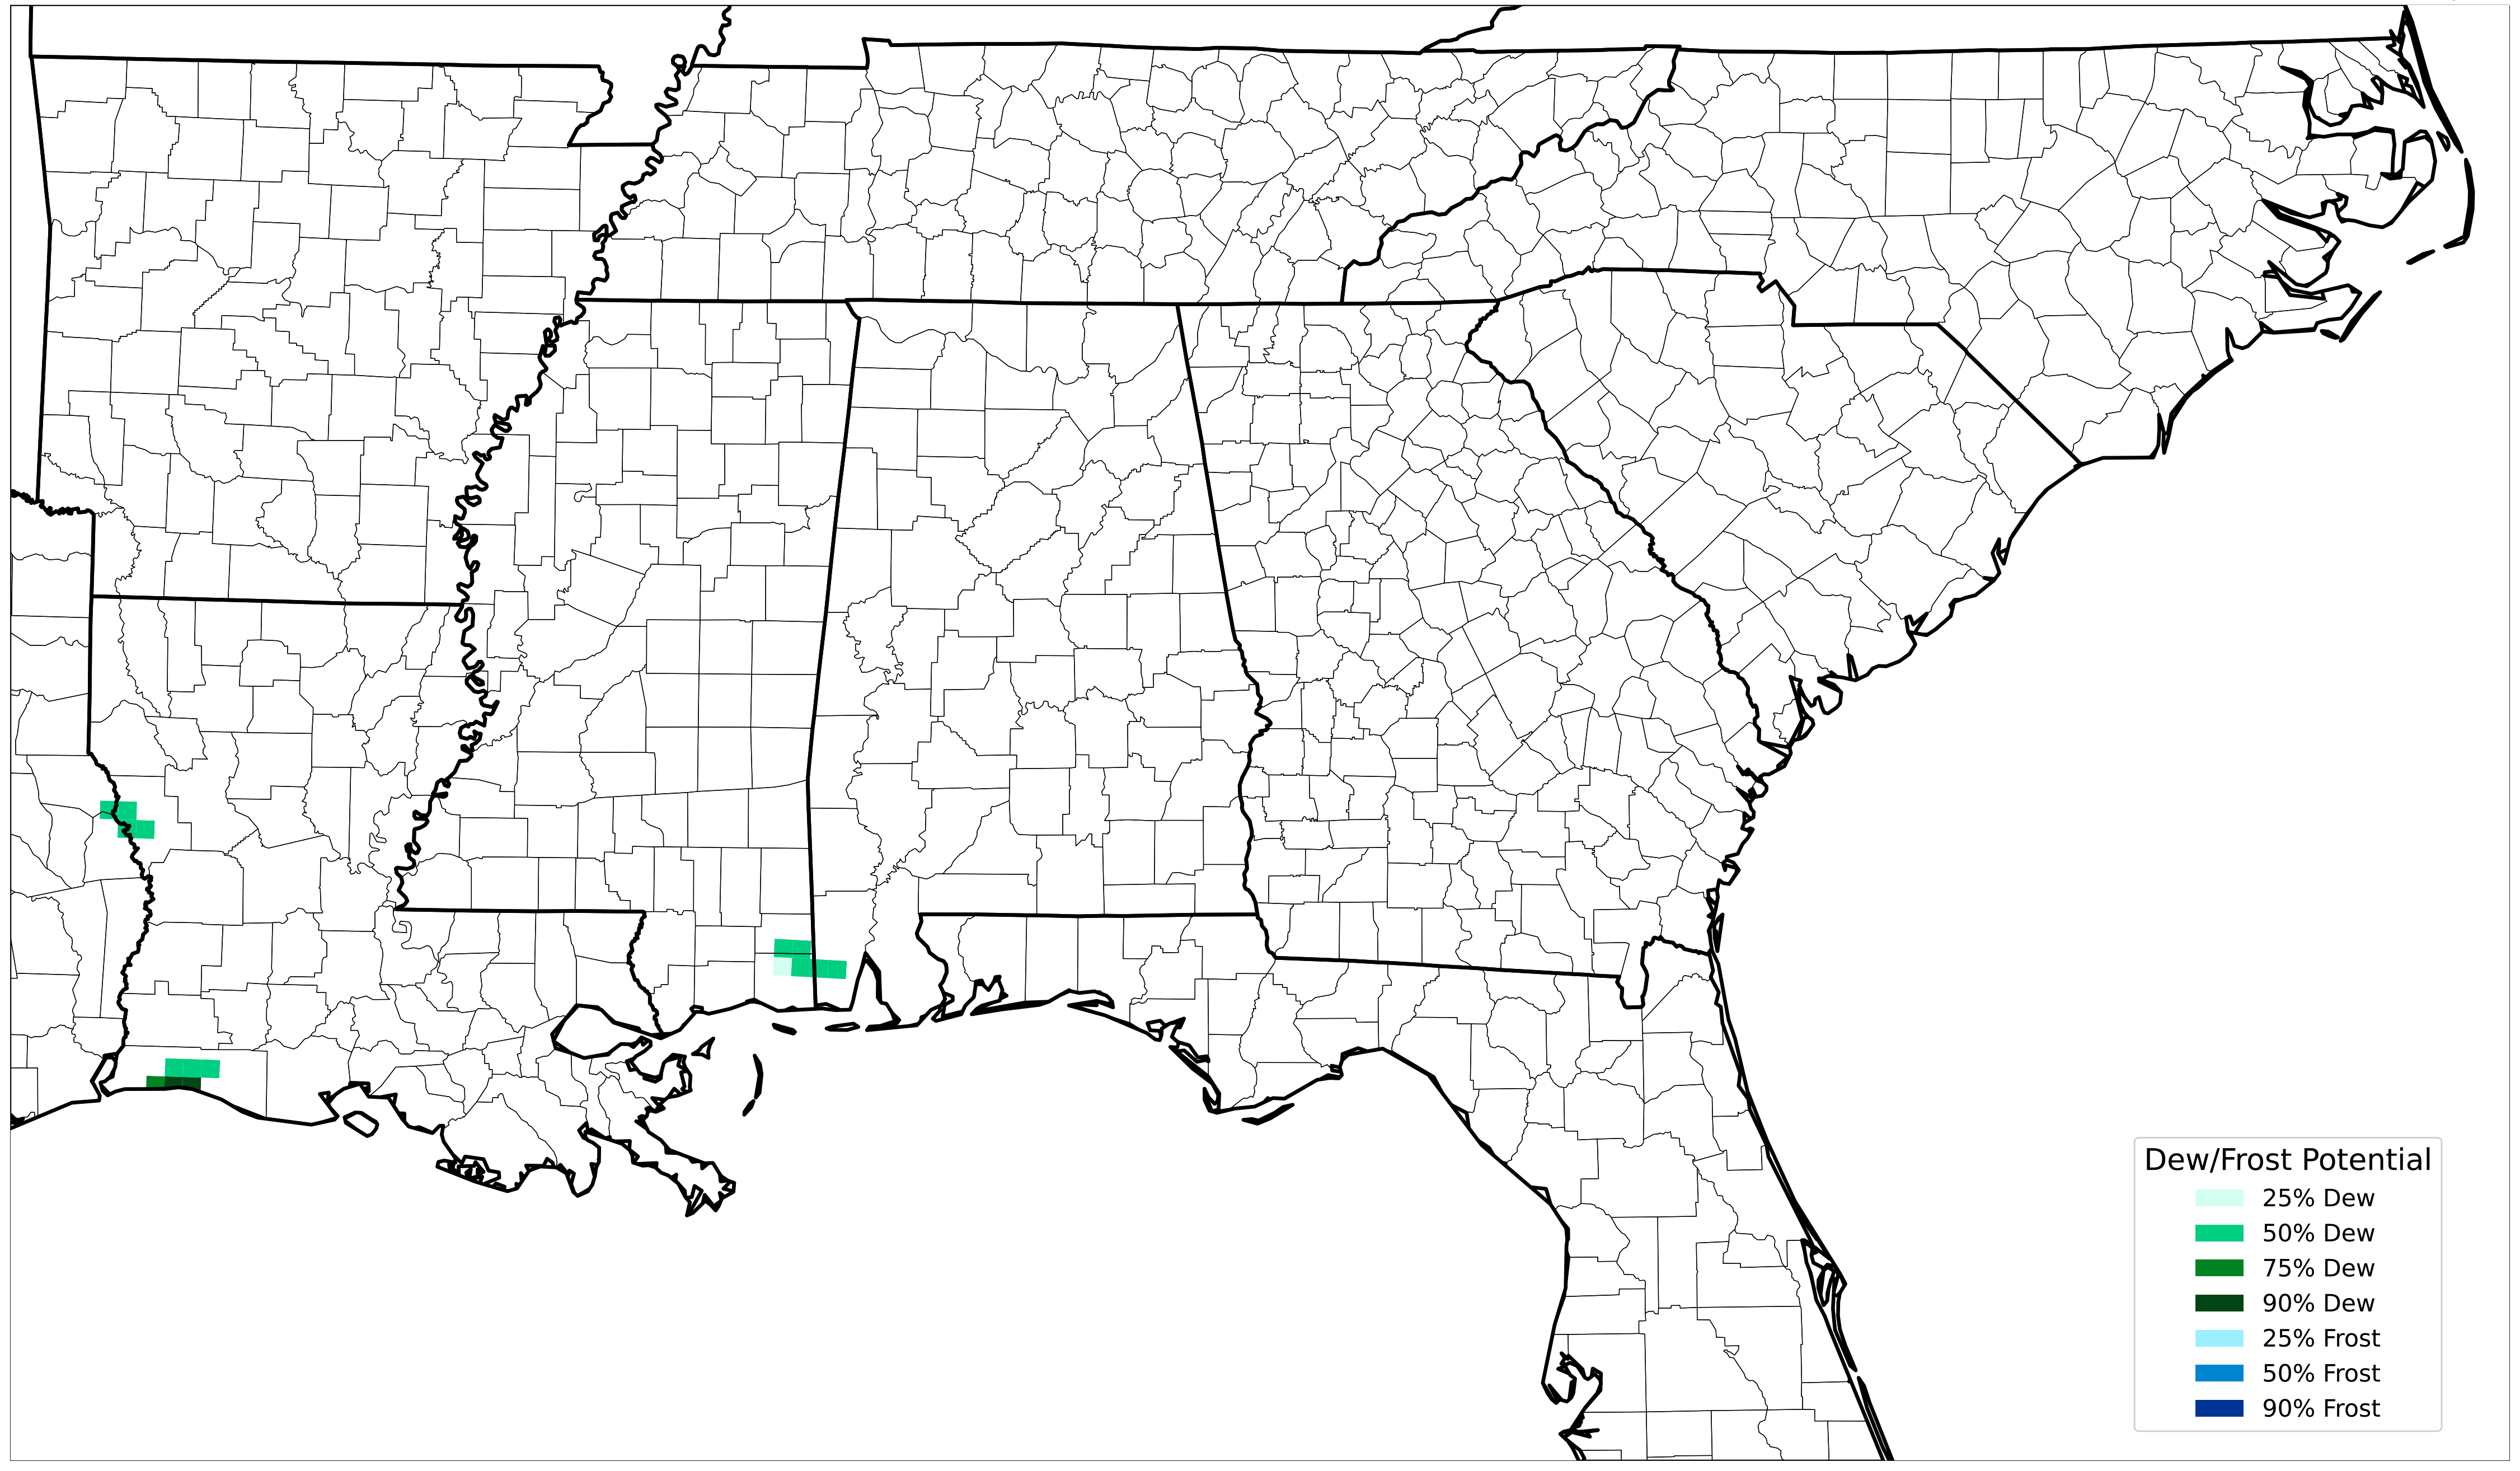 Dew/Frost Potential
25% Dew
50% Dew
75% Dew
90% Dew
25% Frost
50% Frost
90% Frost